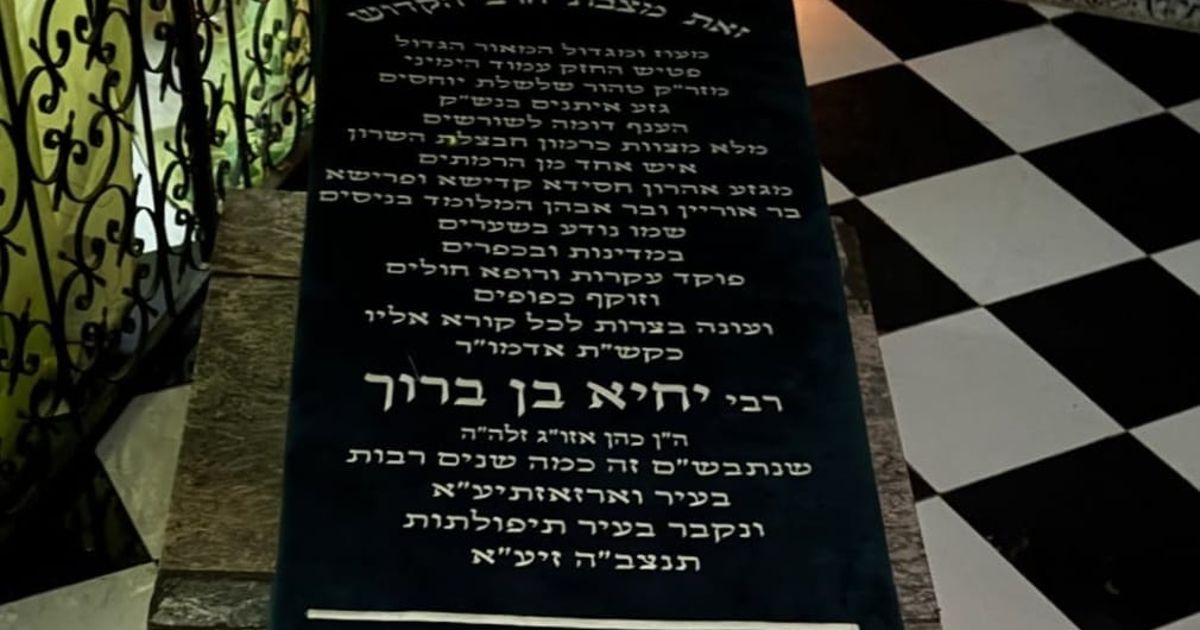 זאת מצבת הרב הקדוש
מעוז ומגדול המאור הגדול
פטיש החזק עמוד הימיני
מזר"ק טהור שלשלת יוחסים
גזע איתנים בנש"ק
הענף דומה לשורשים
מלא מצוות כרמון חבצלת השרון
איש אחד מן הרמתים
מגזע אהרון חסידא קדישא ופרישא
בר אוריין ובר אבהן המלומד בניסים
שמו נודע בשערים
במדינות ובכפרים
פוקד עקרות ורופא חולים
וזוקף כפופים
ועונה בצרות לכל קורא אליו
כקש"ת אדמו"ר
רבי יחיא בן ברוך
ה"ן כהן אזו"ג זלה"ה
שנתבש"ם זה כמה שנים רבות
בעיר וארזאזתיע"א
ונקבר בעיר תיפולתות
תנצב"ה זיע"א